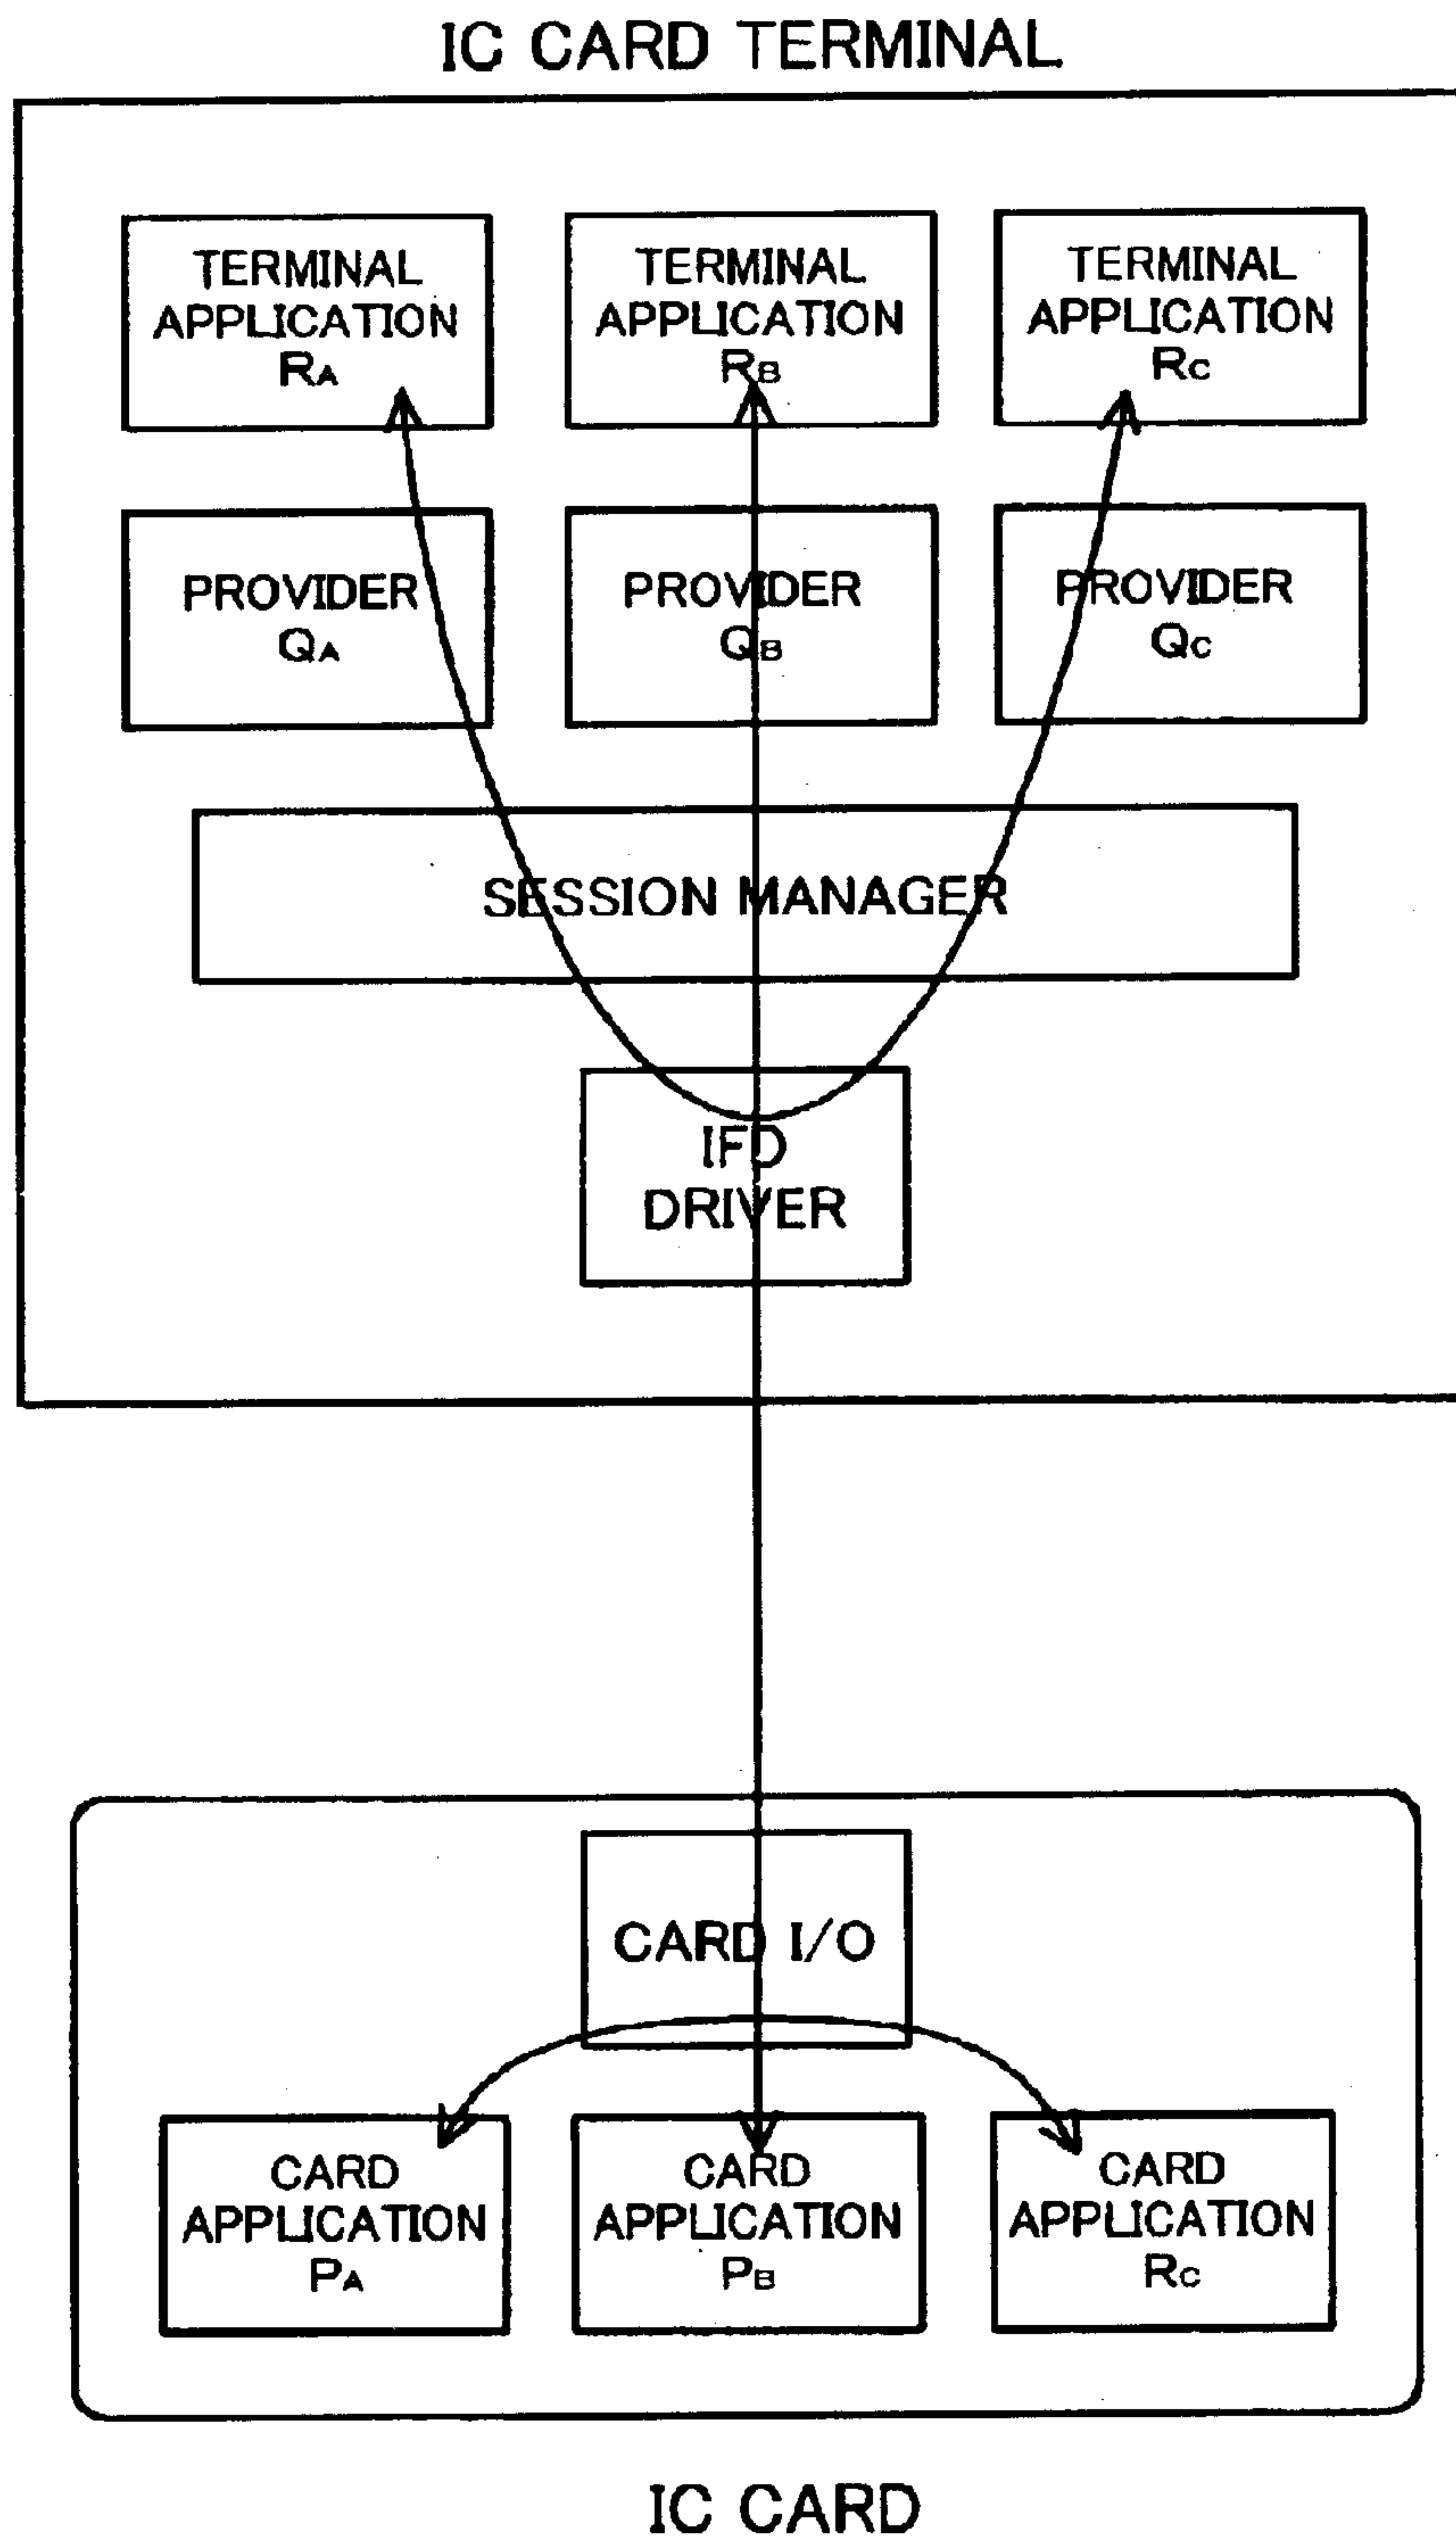 IC CARD TERMINAL
TERMINAL
APPLICATION
RA
TERMINAL
APPLICATION
RB
TERMINAL
APPLICATION
RC
PROVIDER
QA
PROVIDER
QB
PROVIDER
QC
SESSION MANAGER
IFD
DRIVER
CARD I/O
CARD
APPLICATION
PA
CARD
APPLICATION
PB
CARD
APPLICATION
RC
IC CARD